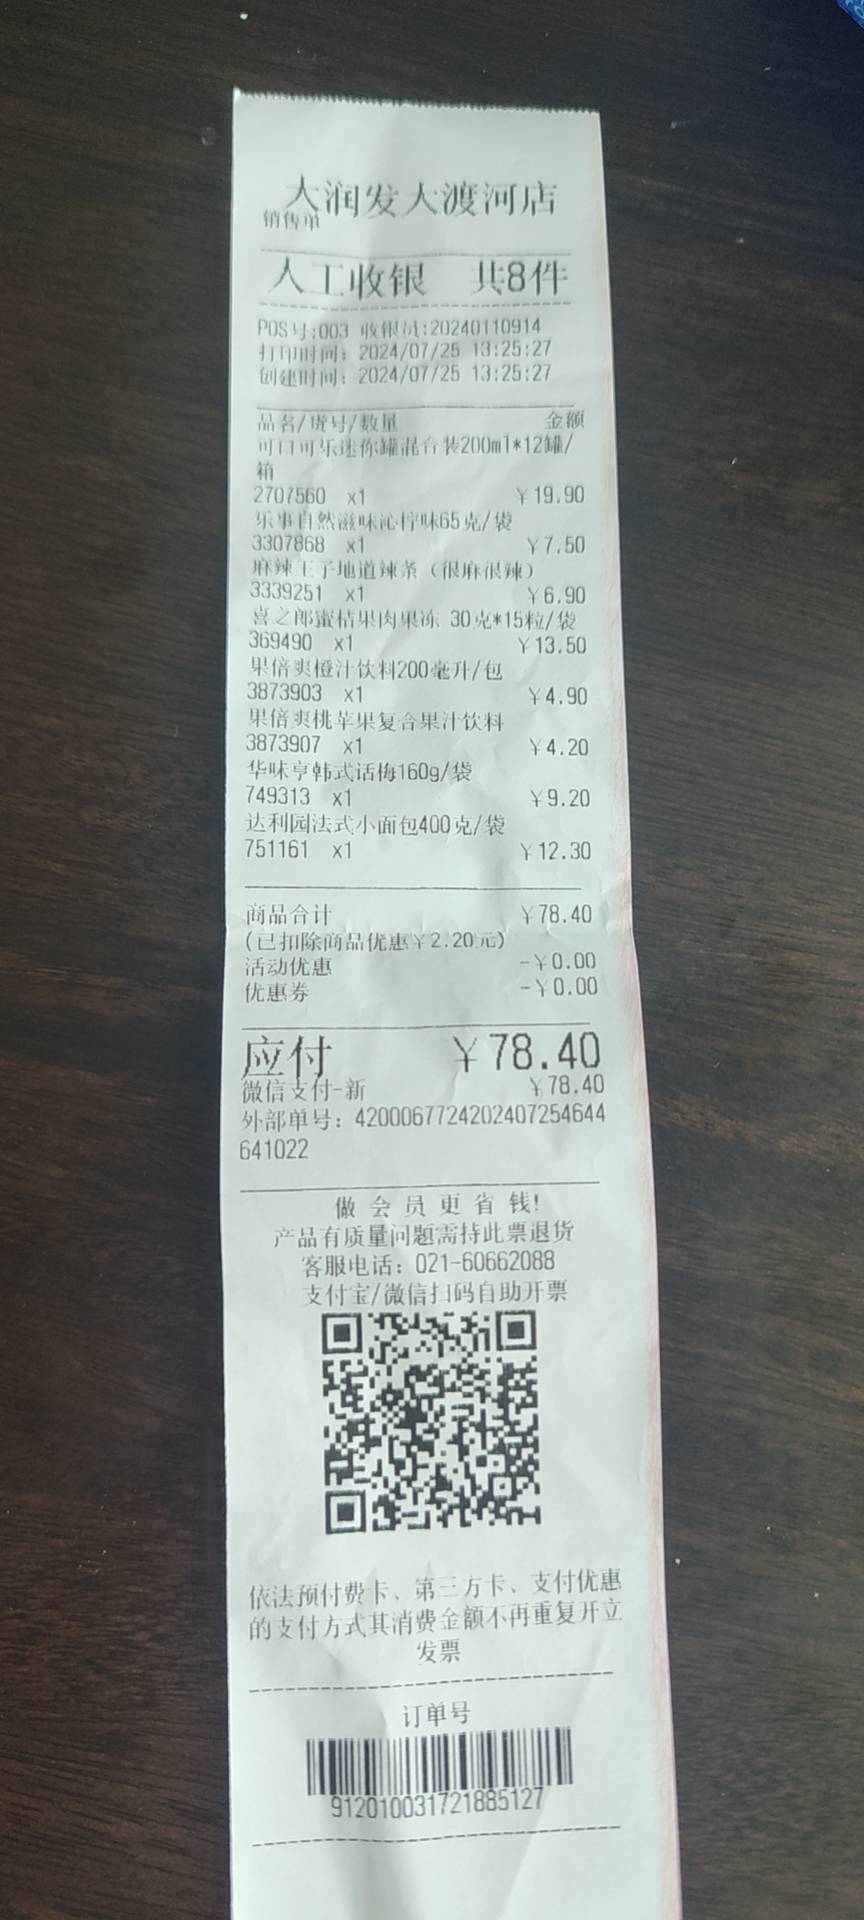 大润发大渡河店
销售单
人工收银 共8件
POS号:003 收银员:20240110914
打印时间：2024/07/25 13:25:27
创建时间：2024/07/25 13:25:27
品名/货号/数量 金额
可口可乐迷你罐混合装200ml*12罐/
箱
2707560 x1 ￥19.90
乐事自然滋味沁柠味65克/袋
3307868 x1 ￥7.50
麻辣王子地道辣条（很麻很辣）
3339251 x1 ￥6.90
喜之郎蜜桔果肉果冻 30克*15粒/袋
369490 x1 ￥13.50
果倍爽橙汁饮料200毫升/包
3873903 x1 ￥4.90
果倍爽桃苹果复合果汁饮料
3873907 x1 ￥4.20
华味亨韩式话梅160g/袋
749313 x1 ￥9.20
达利园法式小面包400克/袋
751161 x1 ￥12.30
商品合计 ￥78.40
(已扣除商品优惠￥2.20元)
活动优惠 -￥0.00
优惠券 -￥0.00
应付 ￥78.40
微信支付-新 ￥78.40
外部单号：4200067724202407254644
641022
做会员更省钱!
产品有质量问题需持此票退货
客服电话：021-60662088
支付宝/微信扫码自助开票
依法预付费卡、第三方卡、支付优惠
的支付方式其消费金额不再重复开立
发票
订单号
912010031721885127